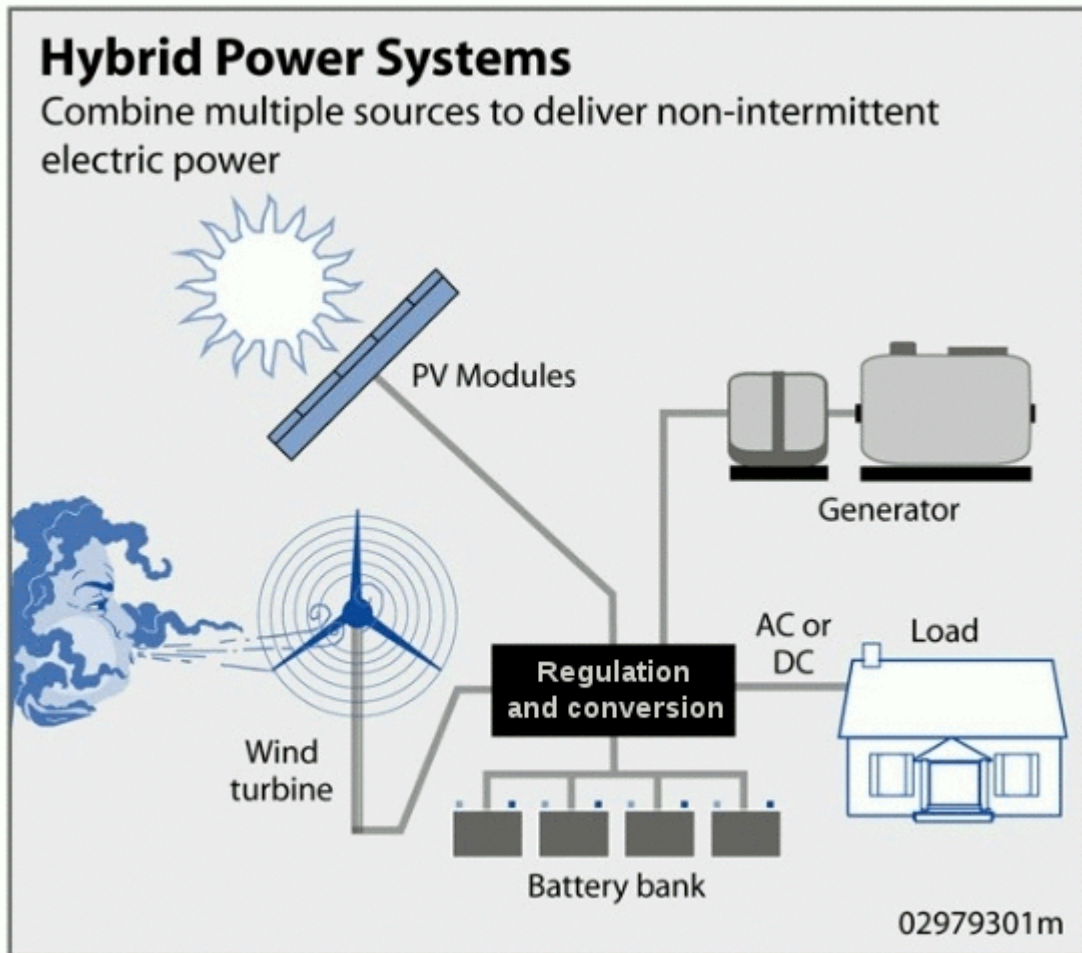 Hybrid Power Systems
Combine multiple sources to deliver non-intermittent
electric power
PV Modules
Generator
AC or
DC
Load
Regulation
and conversion
Wind
turbine
Battery bank
02979301m